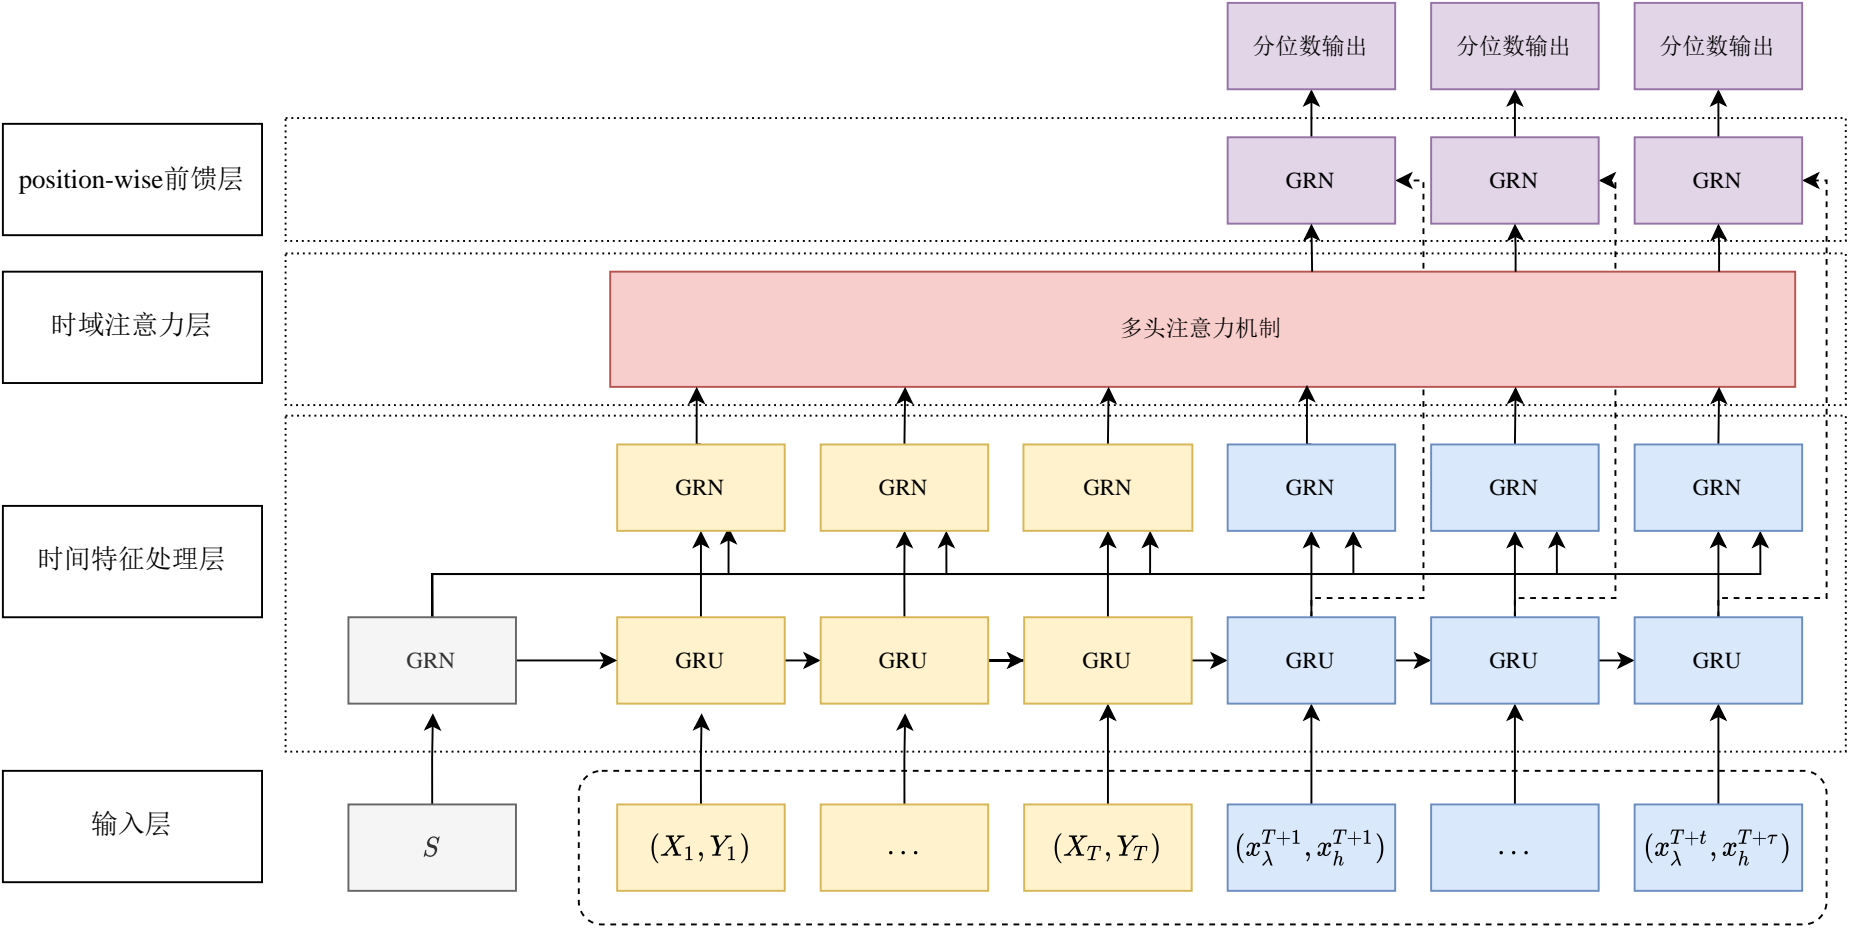 分位数输出 分位数输出 分位数输出
position-wise前馈层 GRN GRN GRN
时域注意力层 多头注意力机制
GRN GRN GRN GRN GRN GRN
时间特征处理层
GRN GRU GRU GRU GRU GRU GRU
输入层 S (X_1, Y_1) ... (X_T, Y_T) (x_λ^{T+1}, x_h^{T+1}) ... (x_λ^{T+t}, x_h^{T+τ})